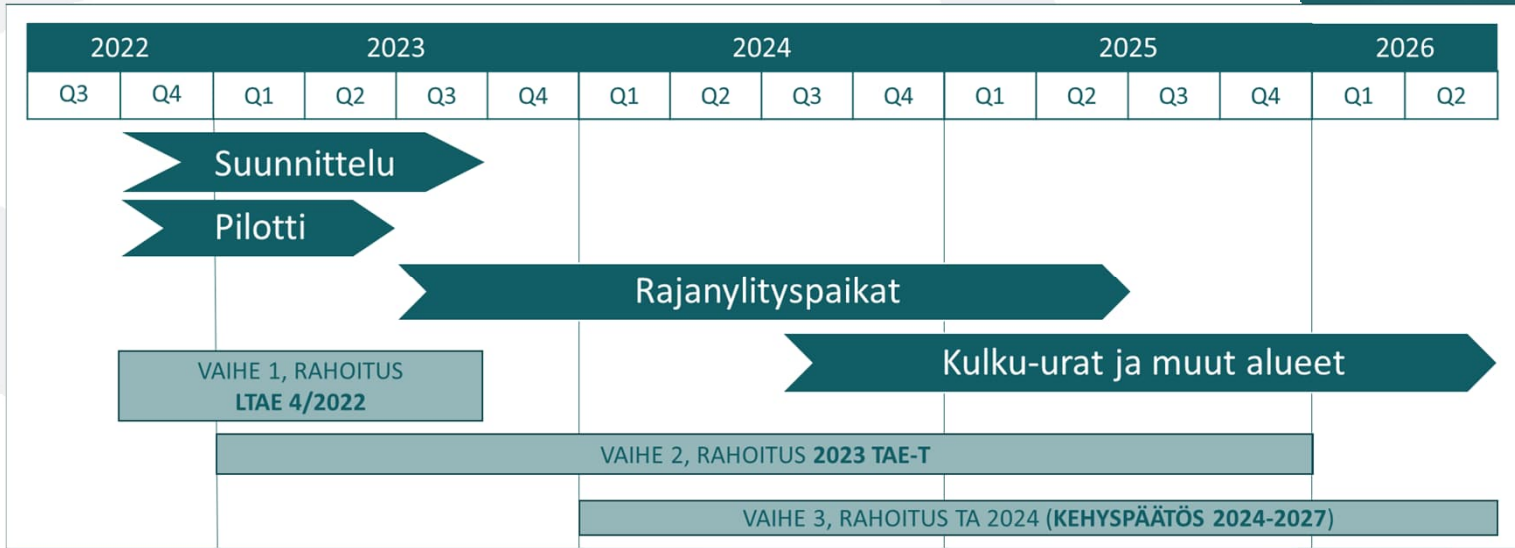 2022 2023 2024 2025 2026
Q3 Q4 Q1 Q2 Q3 Q4 Q1 Q2 Q3 Q4 Q1 Q2 Q3 Q4 Q1 Q2
Suunnittelu
Pilotti
Rajanylityspaikat
Kulku-urat ja muut alueet
VAIHE 1, RAHOITUS
LTAE 4/2022
VAIHE 2, RAHOITUS 2023 TAE-T
VAIHE 3, RAHOITUS TA 2024 (KEHYSPÄÄTÖS 2024-2027)